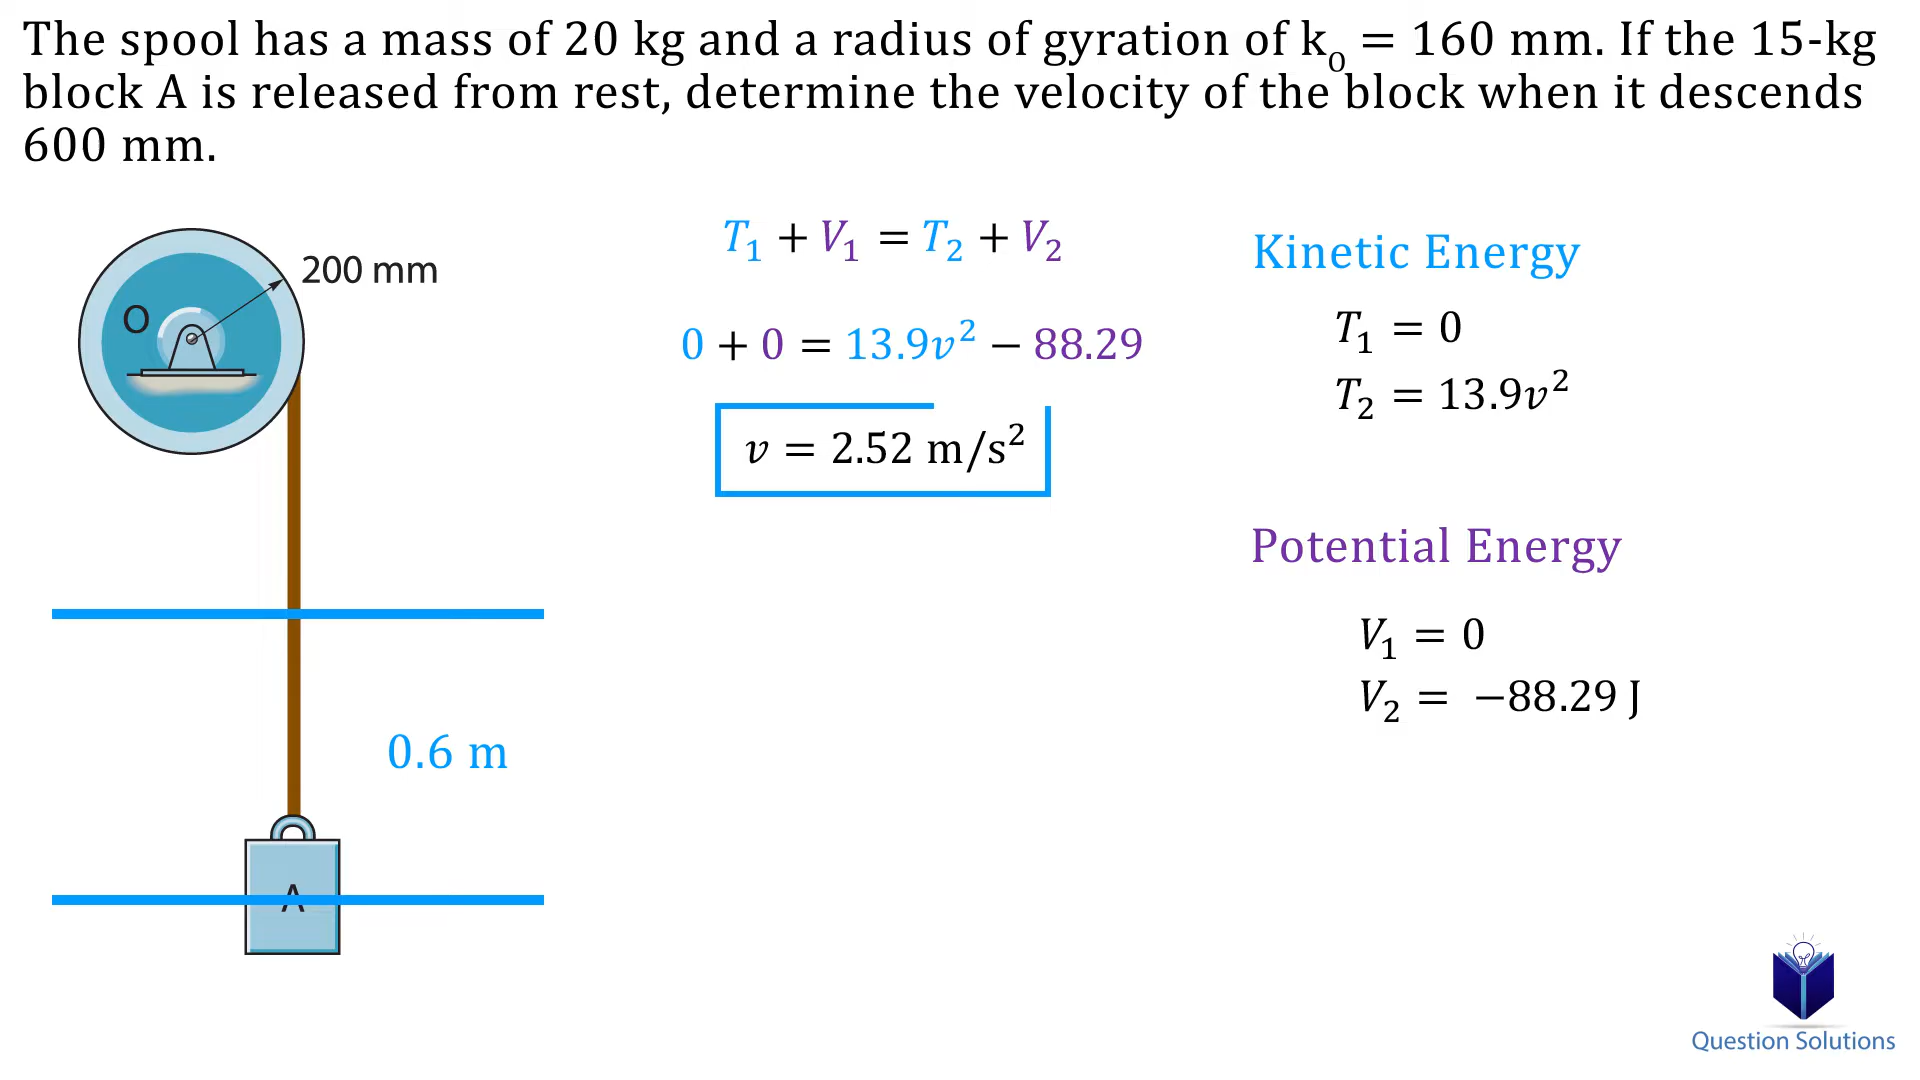 The spool has a mass of 20 kg and a radius of gyration of k₀ = 160 mm. If the 15-kg
block A is released from rest, determine the velocity of the block when it descends
600 mm.
200 mm
O
T₁ + V₁ = T₂ + V₂
0 + 0 = 13.9v² − 88.29
v = 2.52 m/s²
Kinetic Energy
T₁ = 0
T₂ = 13.9v²
Potential Energy
V₁ = 0
V₂ = −88.29 J
0.6 m
A
Question Solutions